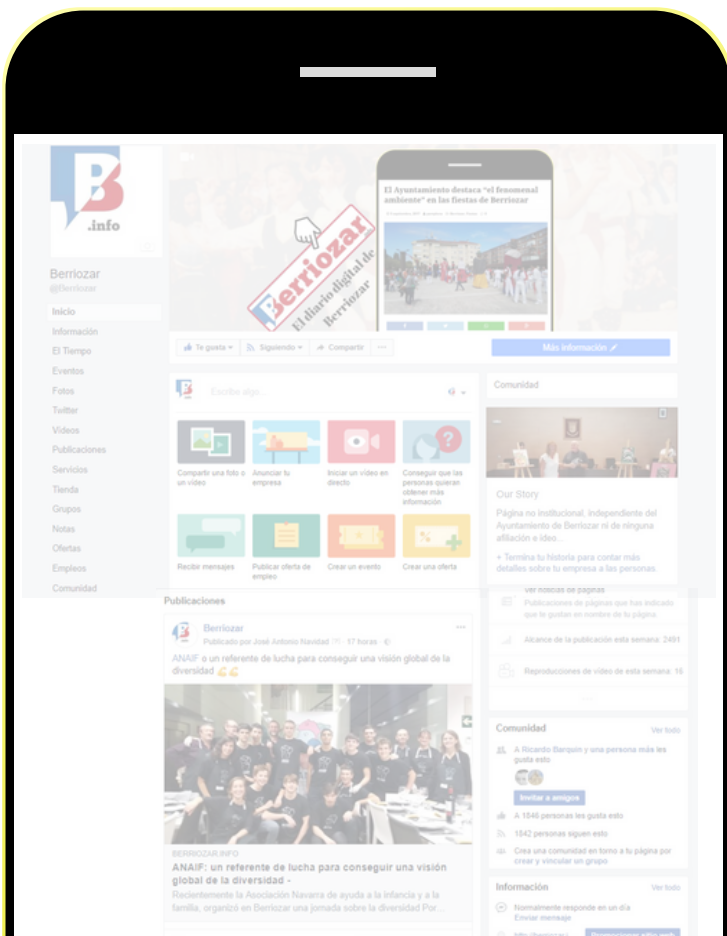 B
.info
Berriozar
@Berriozar
Inicio
Información
El Tiempo
Eventos
Fotos
Twitter
Vídeos
Publicaciones
Servicios
Tienda
Grupos
Notas
Ofertas
Empleos
Comunidad
El Ayuntamiento destaca "el fenomenal
ambiente" en las fiestas de Berriozar
Berriozar
El diario digital de
Berriozar
Te gusta
Siguiendo
Compartir
Más información
Escribe algo...
Compartir una foto o
un vídeo
Anunciar tu
empresa
Iniciar un vídeo en
directo
Conseguir que las
personas quieran
obtener más
información
Recibir mensajes
Publicar oferta de
empleo
Crear un evento
Crear una oferta
Comunidad
Our Story
Página no institucional, independiente del
Ayuntamiento de Berriozar ni de ninguna
afiliación e ideo...
+ Termina tu historia para contar más
detalles sobre tu empresa a las personas.
Publicaciones
Berriozar
Publicado por José Antonio Navidad · 17 horas ·
ANAIF o un referente de lucha para conseguir una visión global de la
diversidad
BERRIOZAR.INFO
ANAIF: un referente de lucha para conseguir una visión
global de la diversidad -
Recientemente la Asociación Navarra de ayuda a la infancia y a la
familia, organizó en Berriozar una jornada sobre la diversidad Por...
Ver noticias de páginas
Publicaciones de páginas que has indicado
que te gustan en nombre de tu página.
Alcance de la publicación esta semana: 2491
Reproducciones de vídeo de esta semana: 16
Comunidad
Ver todo
A Ricardo Barquín y una persona más les
gusta esto
Invitar a amigos
A 1846 personas les gusta esto
1842 personas siguen esto
Crea una comunidad en torno a tu página por
crear y vincular un grupo
Información
Ver todo
Normalmente responde en un día
Enviar mensaje